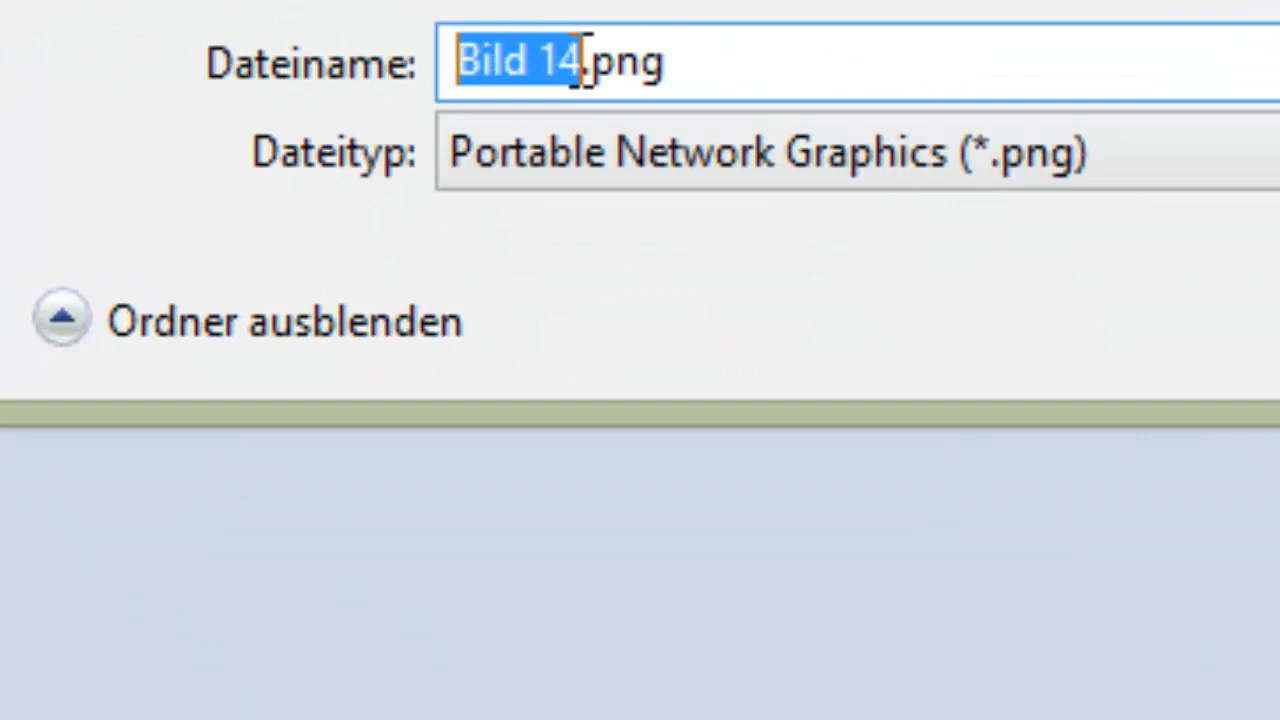 Dateiname: Bild 14.png
Dateityp: Portable Network Graphics (*.png)
Ordner ausblenden